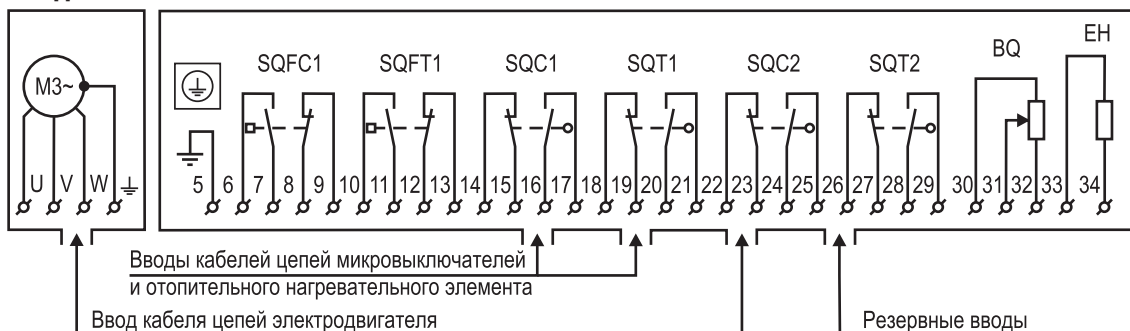 SQFC1 SQFT1 SQC1 SQT1 SQC2 SQT2 BQ EH
M3~
U V W 5 6 7 8 9 10 11 12 13 14 15 16 17 18 19 20 21 22 23 24 25 26 27 28 29 30 31 32 33 34
Вводы кабелей цепей микровыключателей
и отопительного нагревательного элемента
Ввод кабеля цепей электродвигателя
Резервные вводы